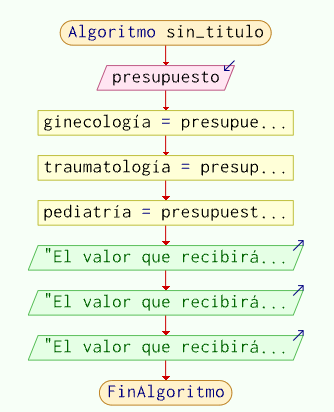 Algoritmo sin_titulo
presupuesto
ginecología = presupue...
traumatología = presup...
pediatría = presupuest...
"El valor que recibirá...
"El valor que recibirá...
"El valor que recibirá...
FinAlgoritmo